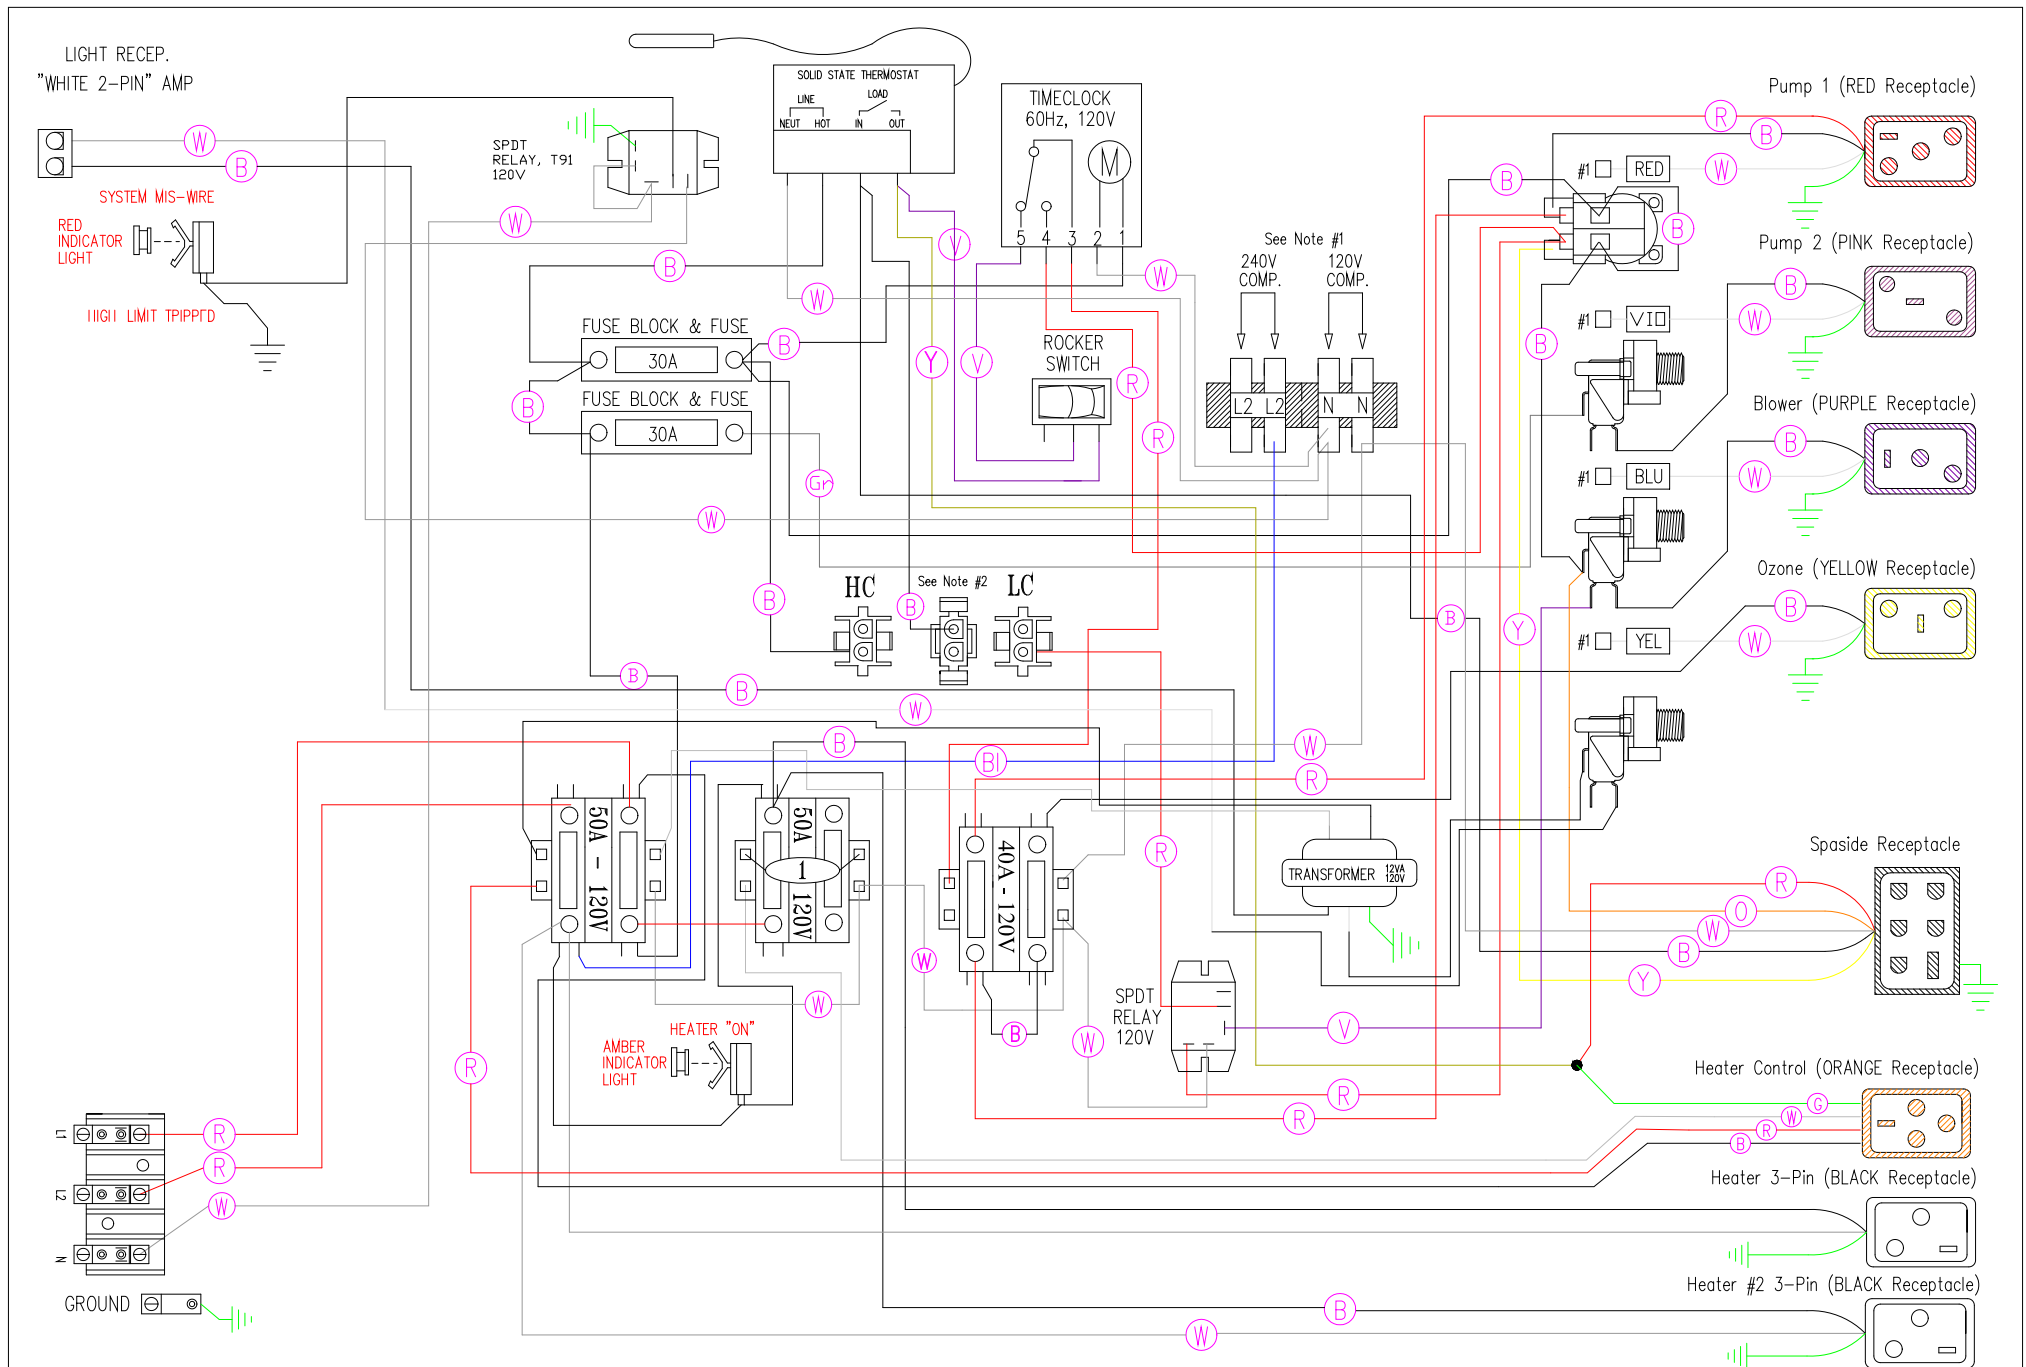 LIGHT RECEP.
"WHITE 2-PIN" AMP
W
B
SYSTEM MIS-WIRE
RED
INDICATOR
LIGHT
LIMIT
SPDT
RELAY, T91
120V
W
B
SOLID STATE THERMOSTAT
LINE
LOAD
NEUT
HOT
IN
OUT
TIMECLOCK
60Hz, 120V
M
5
4
3
2
1
V
W
W
FUSE BLOCK & FUSE
30A
B
FUSE BLOCK & FUSE
30A
B
Y
V
ROCKER
SWITCH
R
R
Gr
W
See Note #1
240V
COMP.
120V
COMP.
L2
L2
N
N
Pump 1 (RED Receptacle)
R
B
#1
RED
W
B
B
Pump 2 (PINK Receptacle)
B
#1
VIO
W
B
Blower (PURPLE Receptacle)
B
#1
BLU
W
Ozone (YELLOW Receptacle)
B
#1
YEL
W
Y
B
B
HC
See Note #2
LC
B
B
B
W
B
Bl
W
R
50A - 120V
50A
1
120V
40A - 120V
R
TRANSFORMER
12VA
120V
W
W
B
W
HEATER "ON"
AMBER
INDICATOR
LIGHT
R
SPDT
RELAY
120V
V
R
R
Spaside Receptacle
R
O
W
B
Y
Heater Control (ORANGE Receptacle)
G
W
R
B
Heater 3-Pin (BLACK Receptacle)
Heater #2 3-Pin (BLACK Receptacle)
B
W
L1
R
R
L2
W
N
GROUND